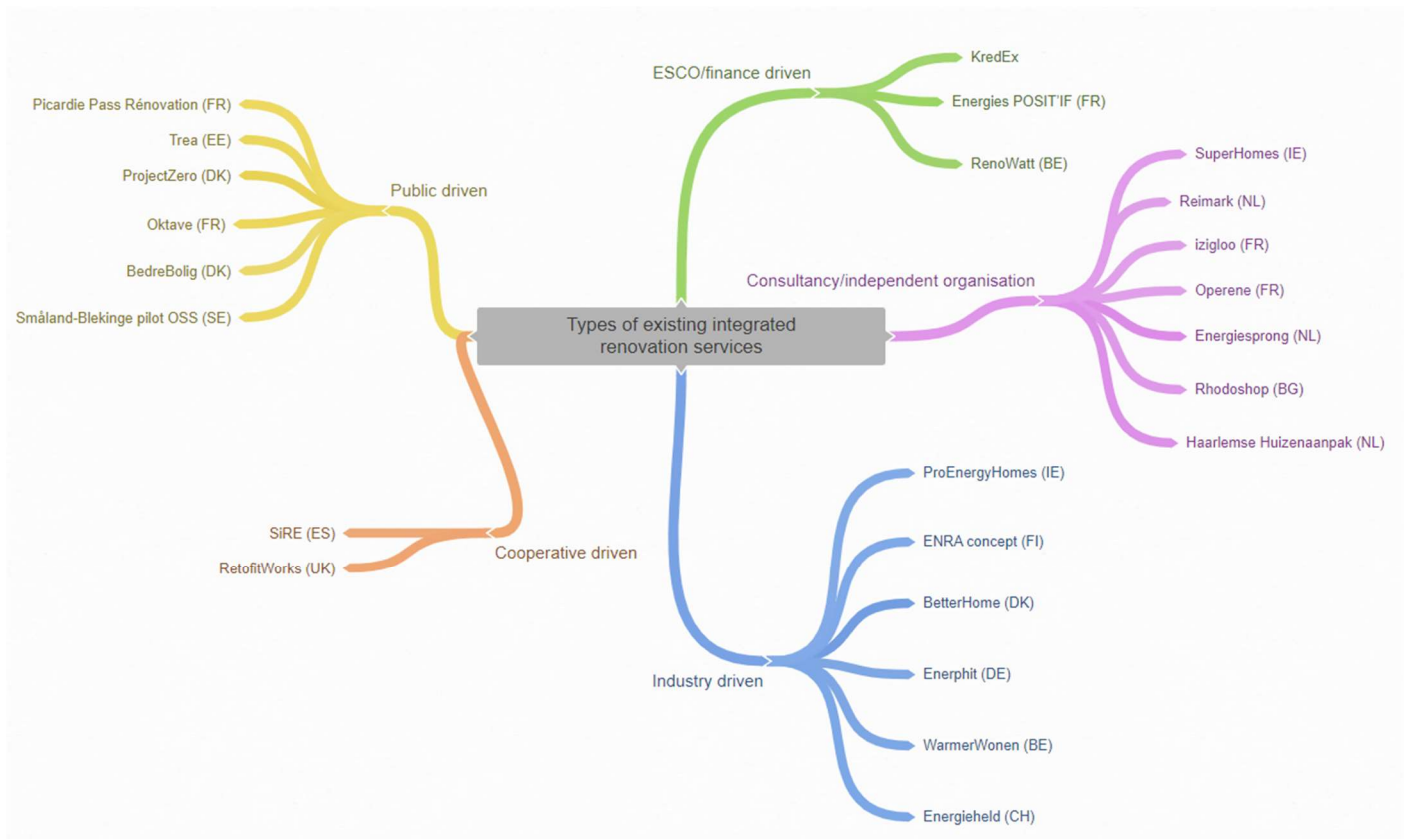 Types of existing integrated
renovation services
Public driven
Picardie Pass Rénovation (FR)
Trea (EE)
ProjectZero (DK)
Oktave (FR)
BedreBolig (DK)
Småland-Blekinge pilot OSS (SE)
Cooperative driven
SiRE (ES)
RetofitWorks (UK)
ESCO/finance driven
KredEx
Energies POSIT'IF (FR)
RenoWatt (BE)
Consultancy/independent organisation
SuperHomes (IE)
Reimark (NL)
izigloo (FR)
Operene (FR)
Energiesprong (NL)
Rhodoshop (BG)
Haarlemse Huizenaanpak (NL)
Industry driven
ProEnergyHomes (IE)
ENRA concept (FI)
BetterHome (DK)
Enerphit (DE)
WarmerWonen (BE)
Energieheld (CH)